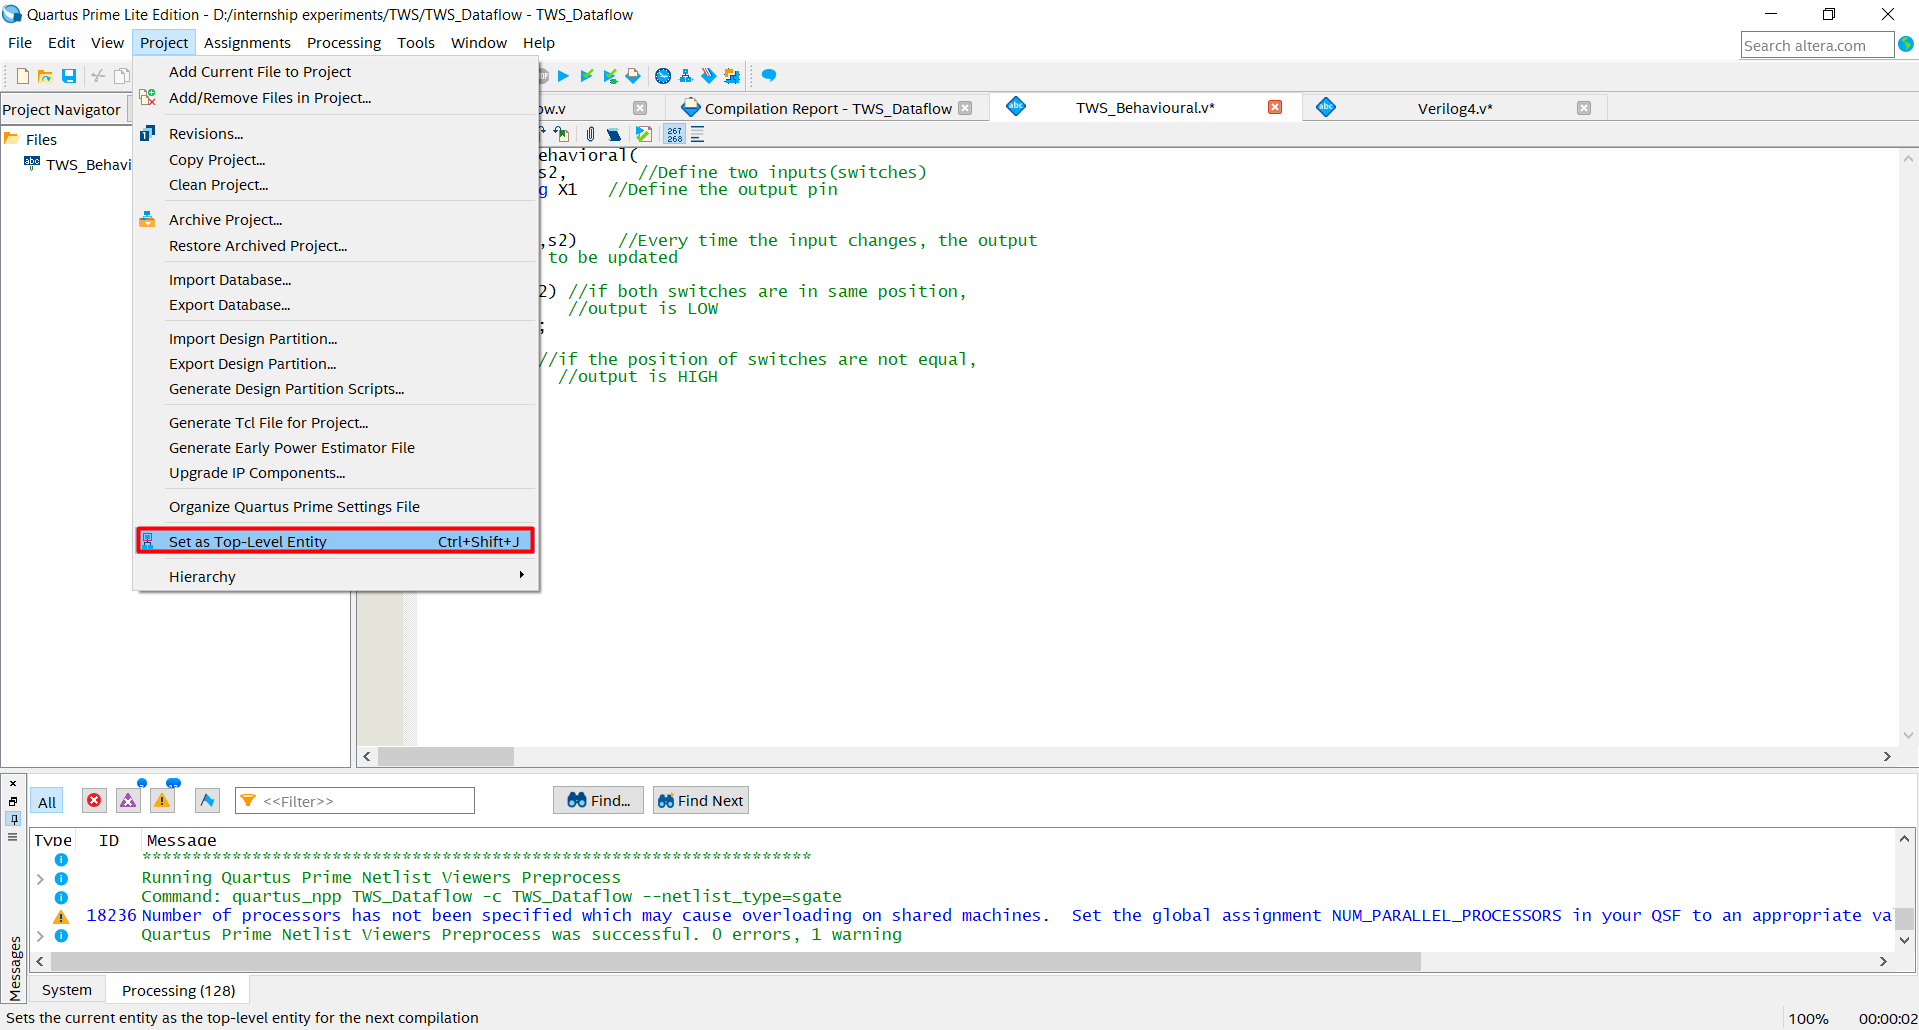 Quartus Prime Lite Edition - D:/internship experiments/TWS/TWS_Dataflow - TWS_Dataflow
File Edit View Project Assignments Processing Tools Window Help
Search altera.com
Add Current File to Project
Add/Remove Files in Project...
Revisions...
Copy Project...
Clean Project...
Archive Project...
Restore Archived Project...
Import Database...
Export Database...
Import Design Partition...
Export Design Partition...
Generate Design Partition Scripts...
Generate Tcl File for Project...
Generate Early Power Estimator File
Upgrade IP Components...
Organize Quartus Prime Settings File
Set as Top-Level Entity Ctrl+Shift+J
Hierarchy
Project Navigator
Files
TWS_Behavi
ow.v
Compilation Report - TWS_Dataflow
TWS_Behavioural.v*
Verilog4.v*
267
268
ehavioral(
s2, //Define two inputs(switches)
g X1 //Define the output pin
,s2) //Every time the input changes, the output
to be updated
2) //if both switches are in same position,
//output is LOW
;
//if the position of switches are not equal,
//output is HIGH
All
<<Filter>>
Find...
Find Next
Type ID Message
*******************************************************************
Running Quartus Prime Netlist Viewers Preprocess
Command: quartus_npp TWS_Dataflow -c TWS_Dataflow --netlist_type=sgate
18236 Number of processors has not been specified which may cause overloading on shared machines. Set the global assignment NUM_PARALLEL_PROCESSORS in your QSF to an appropriate va
Quartus Prime Netlist Viewers Preprocess was successful. 0 errors, 1 warning
Messages
System
Processing (128)
Sets the current entity as the top-level entity for the next compilation
100% 00:00:02